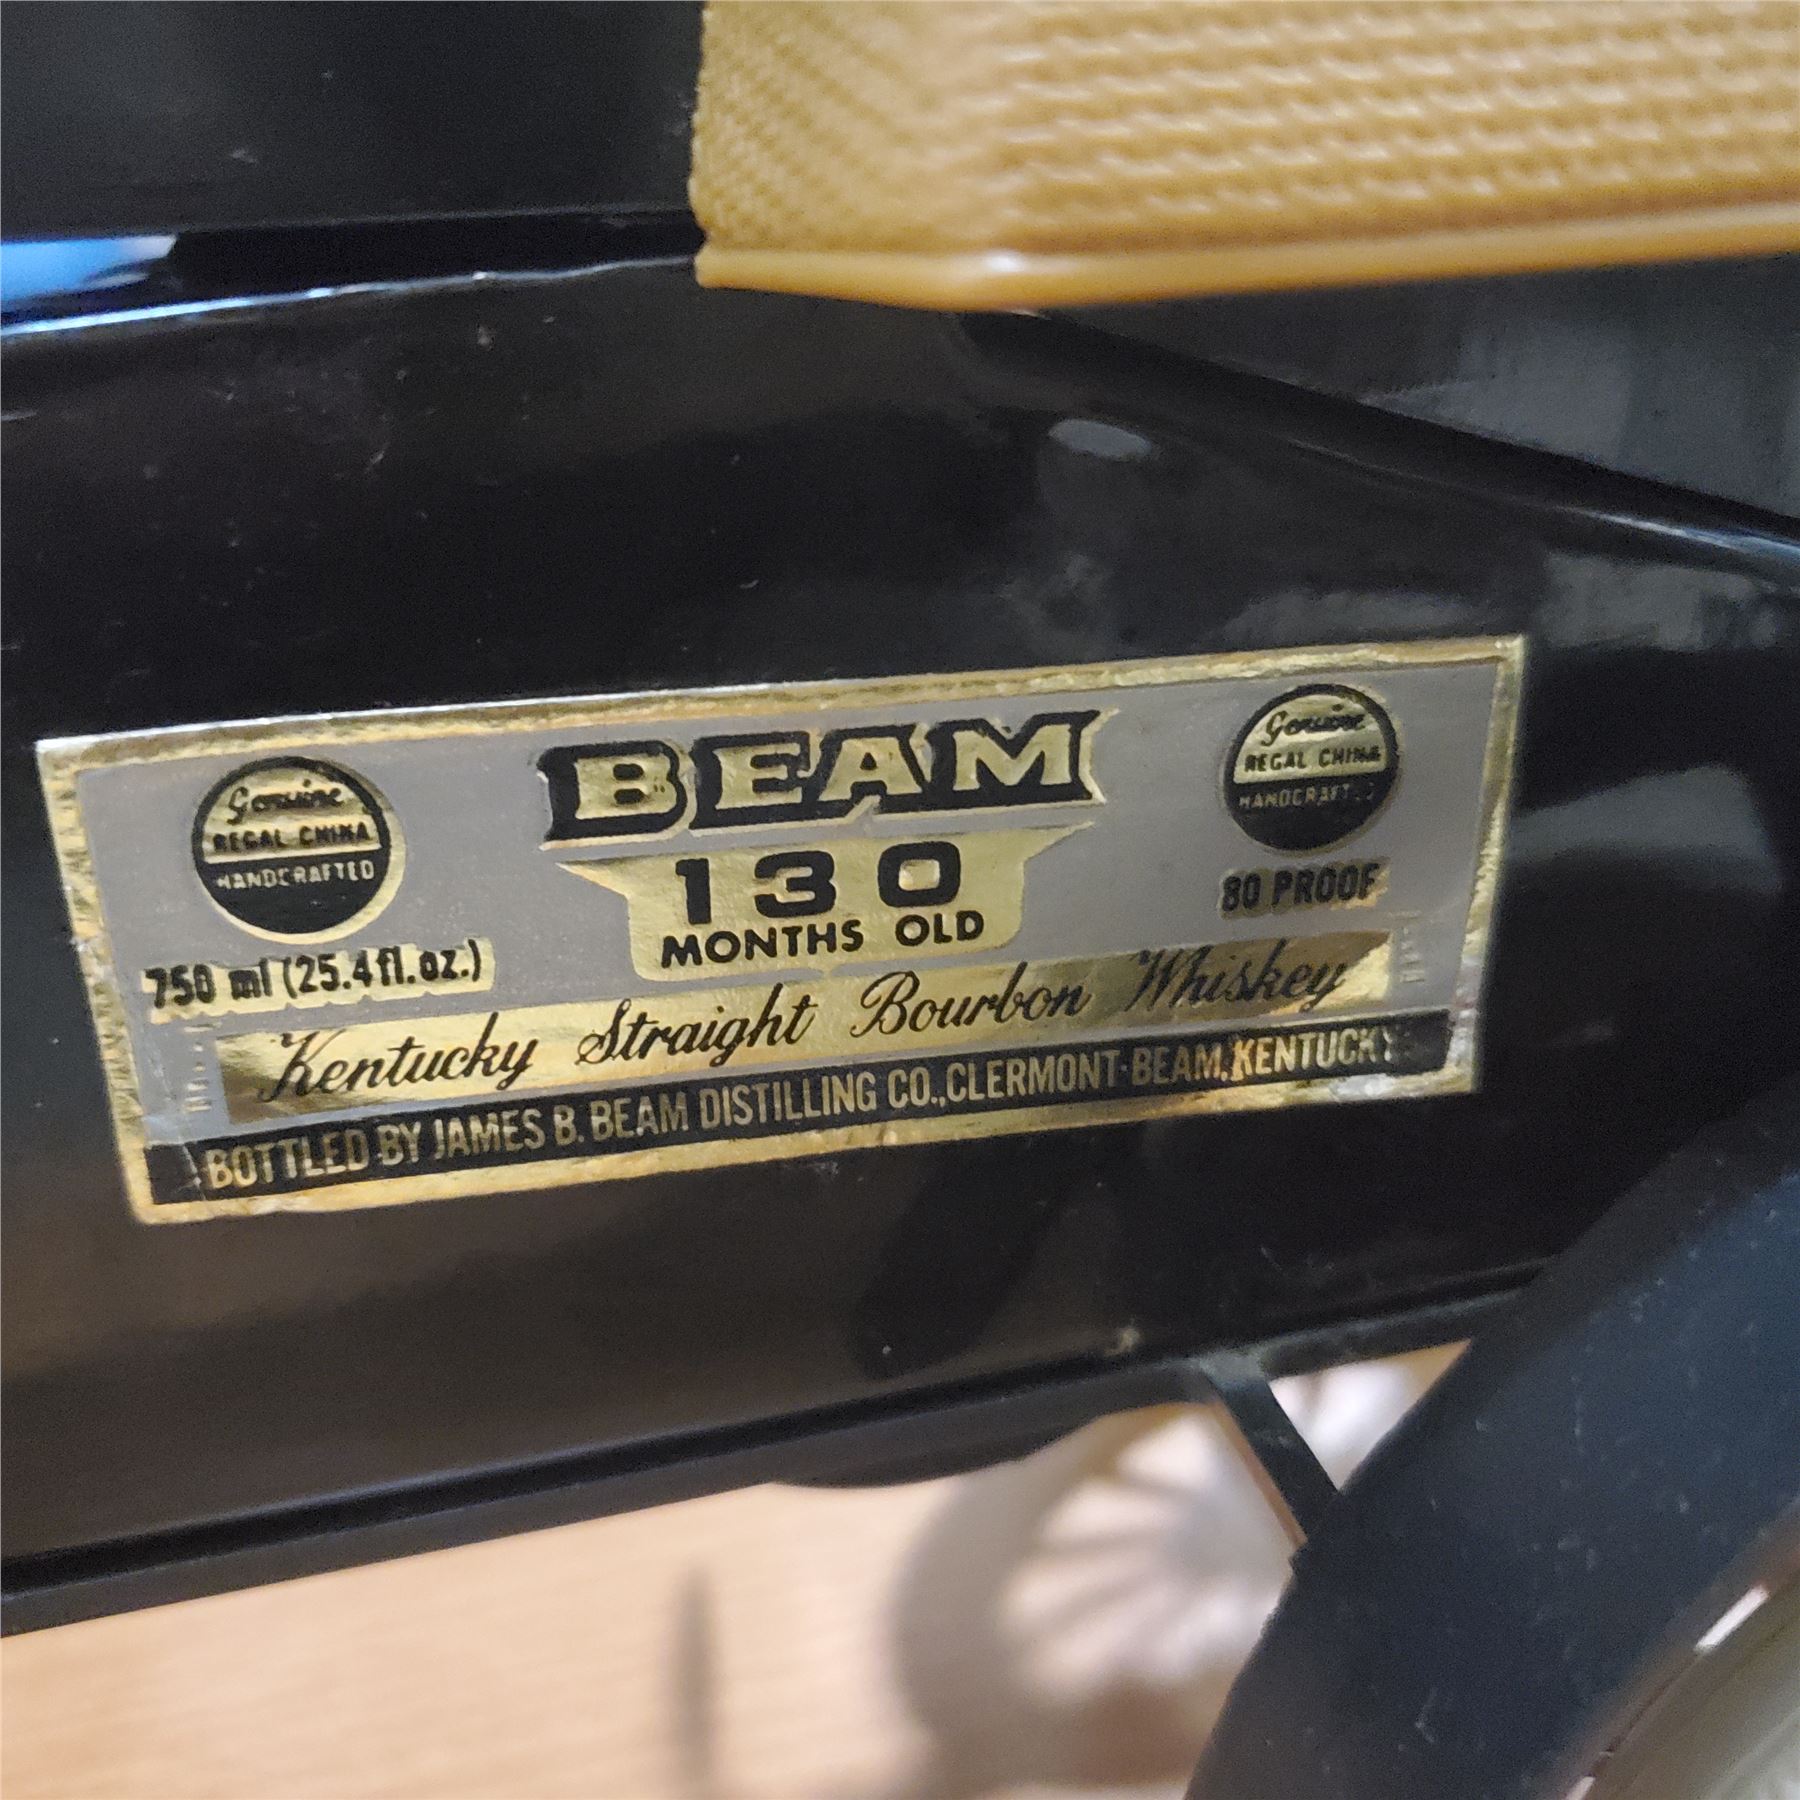 BEAM
Genuine
REGAL CHINA
HANDCRAFTED
Genuine
REGAL CHINA
HANDCRAFTED
130
MONTHS OLD
80 PROOF
750 ml (25.4 fl. oz.)
Kentucky Straight Bourbon Whiskey
BOTTLED BY JAMES B. BEAM DISTILLING CO., CLERMONT-BEAM, KENTUCKY